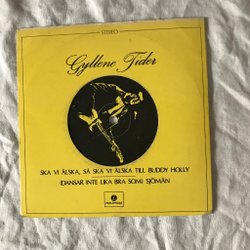 STEREO
Gyllene Tider
SKA VI ÄLSKA, SÅ SKA VI ÄLSKA TILL BUDDY HOLLY
(DANSAR INTE LIKA BRA SOM) SJÖMÄN
PARLOPHONE